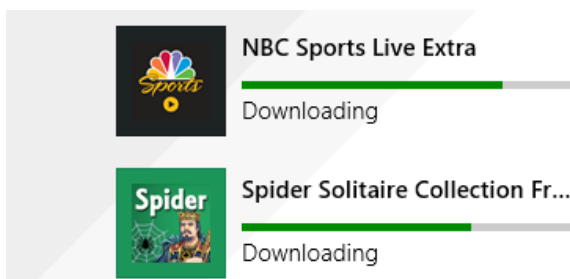 Sports
NBC Sports Live Extra
Downloading
Spider
Spider Solitaire Collection Fr...
Downloading